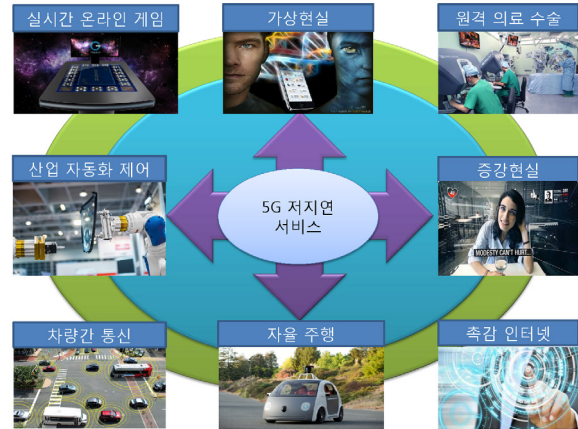 실시간 온라인 게임
가상현실
원격 의료 수술
산업 자동화 제어
5G 저지연
서비스
증강현실
MODESTY CAN'T HURT...
차량간 통신
자율 주행
촉감 인터넷